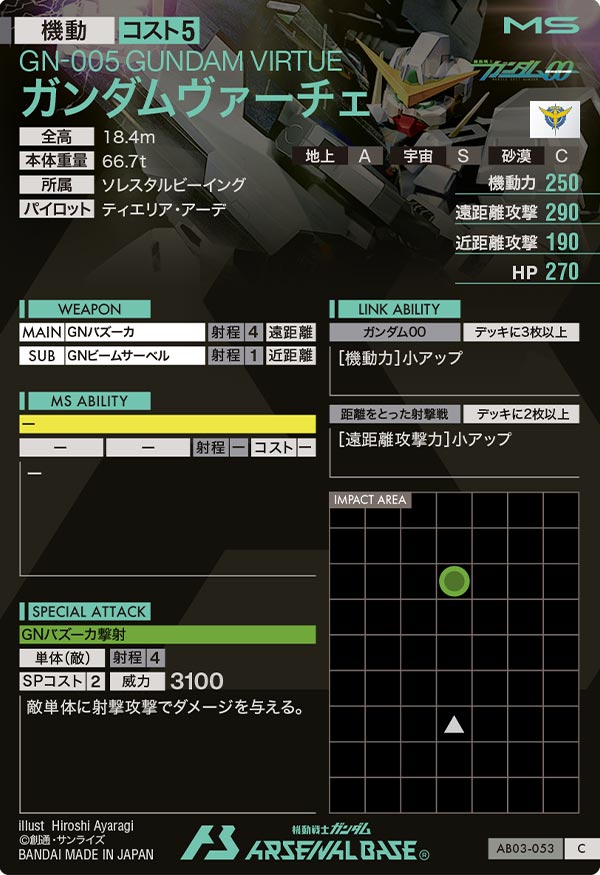 機動 コスト5 MS
GN-005 GUNDAM VIRTUE
ガンダムヴァーチェ
ガンダム00
全高 18.4m
本体重量 66.7t
所属 ソレスタルビーイング
パイロット ティエリア・アーデ
地上 A 宇宙 S 砂漠 C
機動力 250
遠距離攻撃 290
近距離攻撃 190
HP 270
WEAPON
MAIN GNバズーカ 射程 4 遠距離
SUB GNビームサーベル 射程 1 近距離
MS ABILITY
ー
ー ー 射程 ー コスト ー
ー
SPECIAL ATTACK
GNバズーカ撃射
単体(敵) 射程 4
SPコスト 2 威力 3100
敵単体に射撃攻撃でダメージを与える。
LINK ABILITY
ガンダム00 デッキに3枚以上
[機動力]小アップ
距離をとった射撃戦 デッキに2枚以上
[遠距離攻撃力]小アップ
IMPACT AREA
illust Hiroshi Ayaragi
©創通・サンライズ
BANDAI MADE IN JAPAN
機動戦士ガンダム
ARSENAL BASE®
AB03-053 C